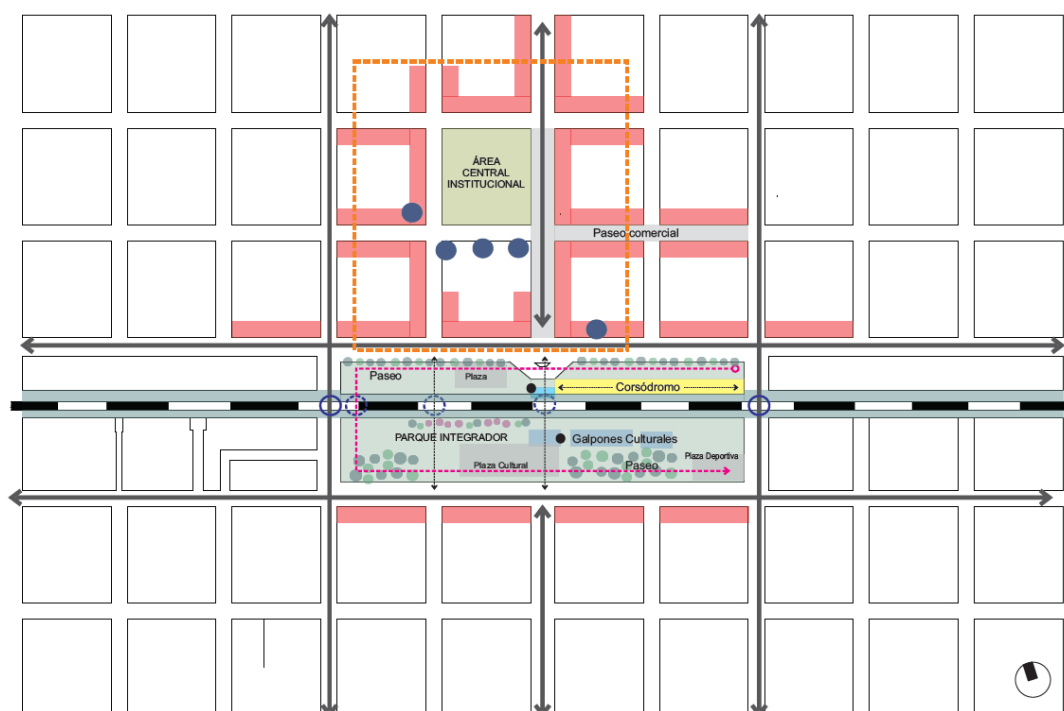 ÁREA
CENTRAL
INSTITUCIONAL
Paseo comercial
Paseo
Plaza
Corsódromo
PARQUE INTEGRADOR
Galpones Culturales
Plaza Cultural
Paseo
Plaza Deportiva